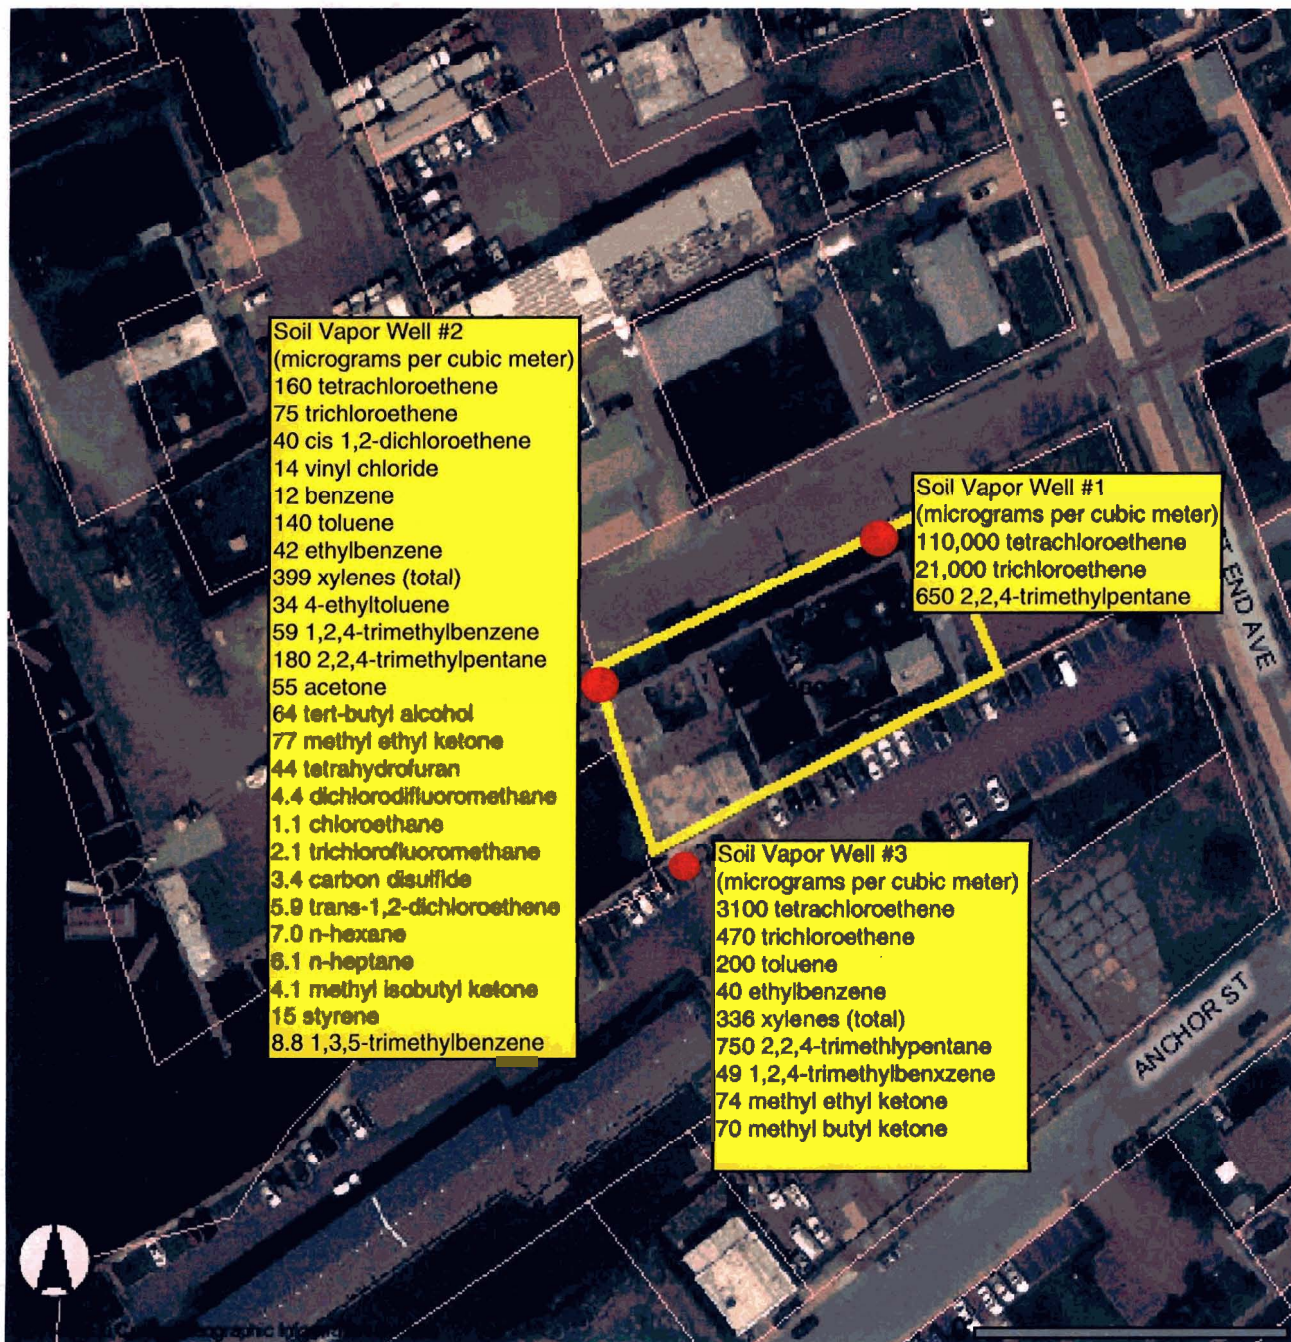 Soil Vapor Well #2
(micrograms per cubic meter)
160 tetrachloroethene
75 trichloroethene
40 cis 1,2-dichloroethene
14 vinyl chloride
12 benzene
140 toluene
42 ethylbenzene
399 xylenes (total)
34 4-ethyltoluene
59 1,2,4-trimethylbenzene
180 2,2,4-trimethylpentane
55 acetone
64 tert-butyl alcohol
77 methyl ethyl ketone
44 tetrahydrofuran
4.4 dichlorodifluoromethane
1.1 chloroethane
2.1 trichlorofluoromethane
3.4 carbon disulfide
5.9 trans-1,2-dichloroethene
7.0 n-hexane
6.1 n-heptane
4.1 methyl isobutyl ketone
15 styrene
8.8 1,3,5-trimethylbenzene
Soil Vapor Well #1
(micrograms per cubic meter)
110,000 tetrachloroethene
21,000 trichloroethene
650 2,2,4-trimethylpentane
END AVE
Soil Vapor Well #3
(micrograms per cubic meter)
3100 tetrachloroethene
470 trichloroethene
200 toluene
40 ethylbenzene
336 xylenes (total)
750 2,2,4-trimethlypentane
49 1,2,4-trimethylbenxzene
74 methyl ethyl ketone
70 methyl butyl ketone
ANCHOR ST